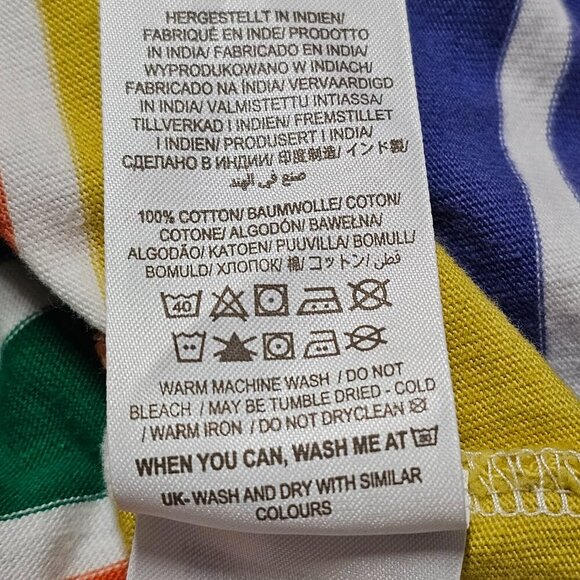 HERGESTELLT IN INDIEN/
FABRIQUÉ EN INDE/ PRODOTTO
IN INDIA/ FABRICADO EN INDIA/
WYPRODUKOWANO W INDIACH/
FABRICADO NA ÍNDIA/ VERVAARDIGD
IN INDIA/ VALMISTETTU INTIASSA/
TILLVERKAD I INDIEN/ FREMSTILLET
I INDIEN/ PRODUSERT I INDIA/
СДЕЛАНО В ИНДИИ/ 印度製造/ インド製/
صنع في الهند
100% COTTON/ BAUMWOLLE/ COTON/
COTONE/ ALGODÓN/ BAWEŁNA/
ALGODÃO/ KATOEN/ PUUVILLA/ BOMULL/
BOMULD/ ХЛОПОК/ 棉/ コットン/ قطن/
40
WARM MACHINE WASH / DO NOT
BLEACH / MAY BE TUMBLE DRIED - COLD
/ WARM IRON / DO NOT DRYCLEAN
WHEN YOU CAN, WASH ME AT 30
UK- WASH AND DRY WITH SIMILAR
COLOURS